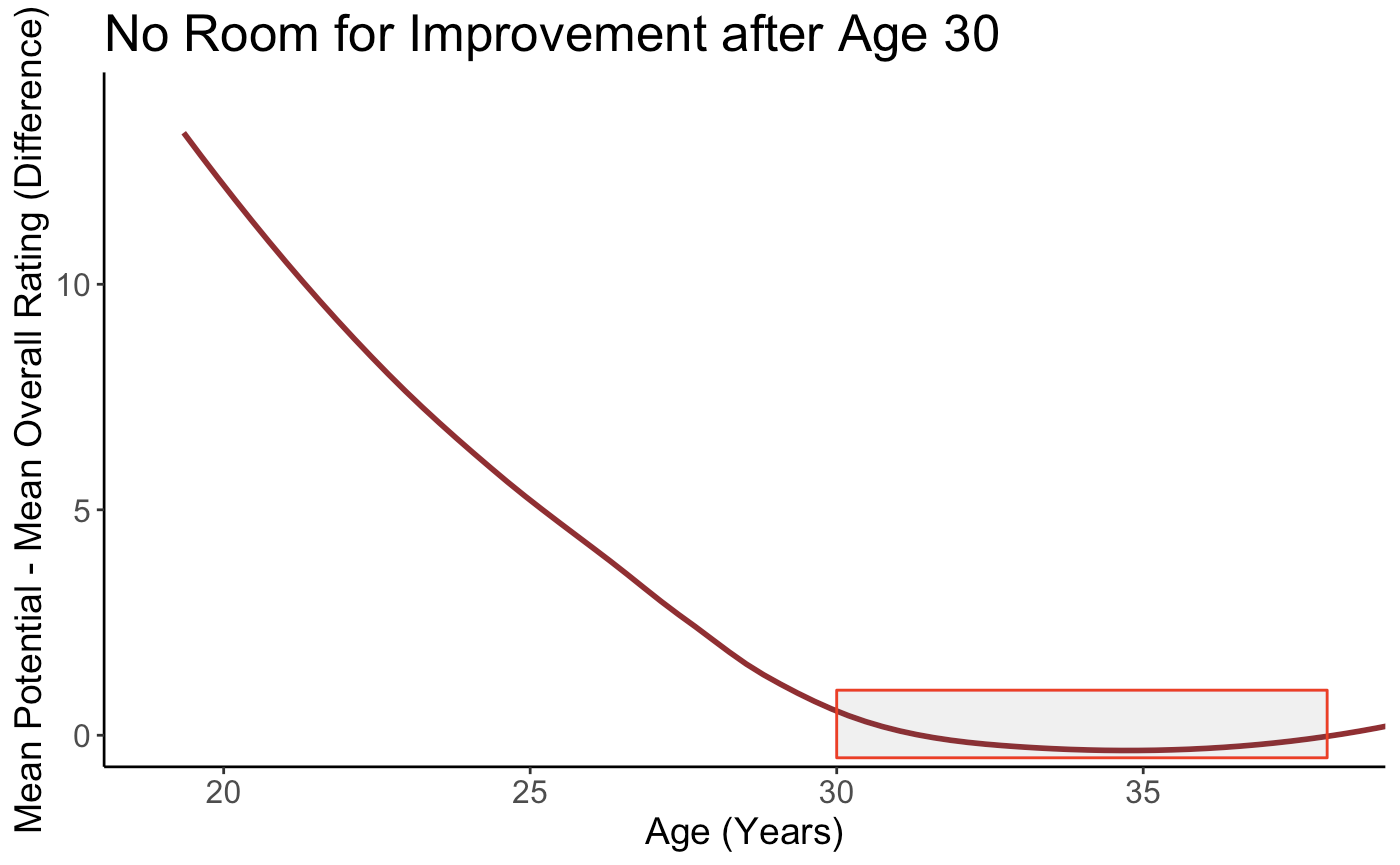 No Room for Improvement after Age 30
Mean Potential - Mean Overall Rating (Difference)
10
5
0
20
25
30
35
Age (Years)